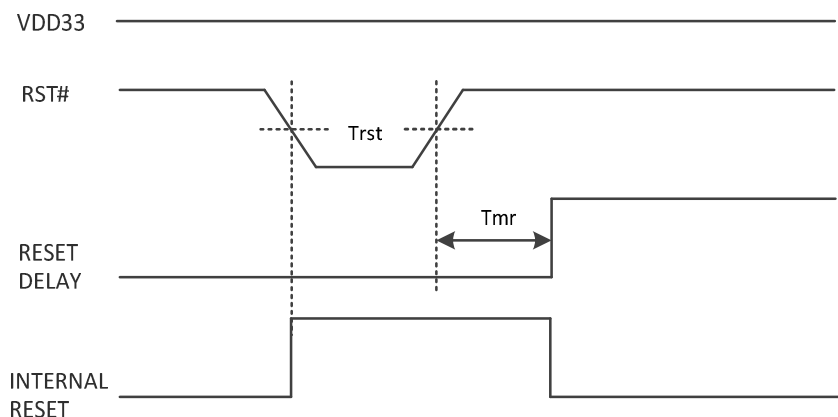 VDD33
RST#
Trst
Tmr
RESET
DELAY
INTERNAL
RESET